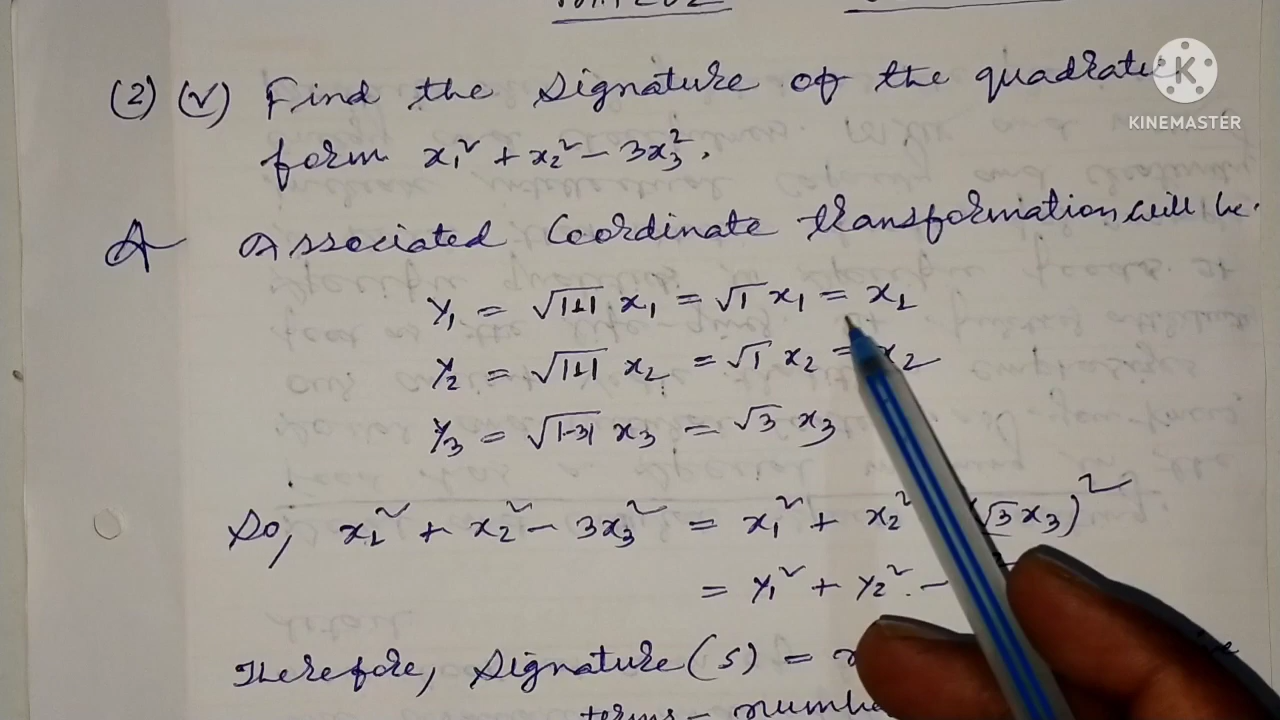 (2) (v) Find the signature of the quadratic
KINEMASTER
form x₁² + x₂² - 3x₃².
A Associated Coordinate transformation will be.
y₁ = √|1| x₁ = √1 x₁ = x₁
y₂ = √|1| x₂ = √1 x₂ = x₂
y₃ = √|-3| x₃ = √3 x₃
So, x₁² + x₂² - 3x₃² = x₁² + x₂² (√3 x₃)²
= y₁² + y₂² -
Therefore, signature (s) =
terms -